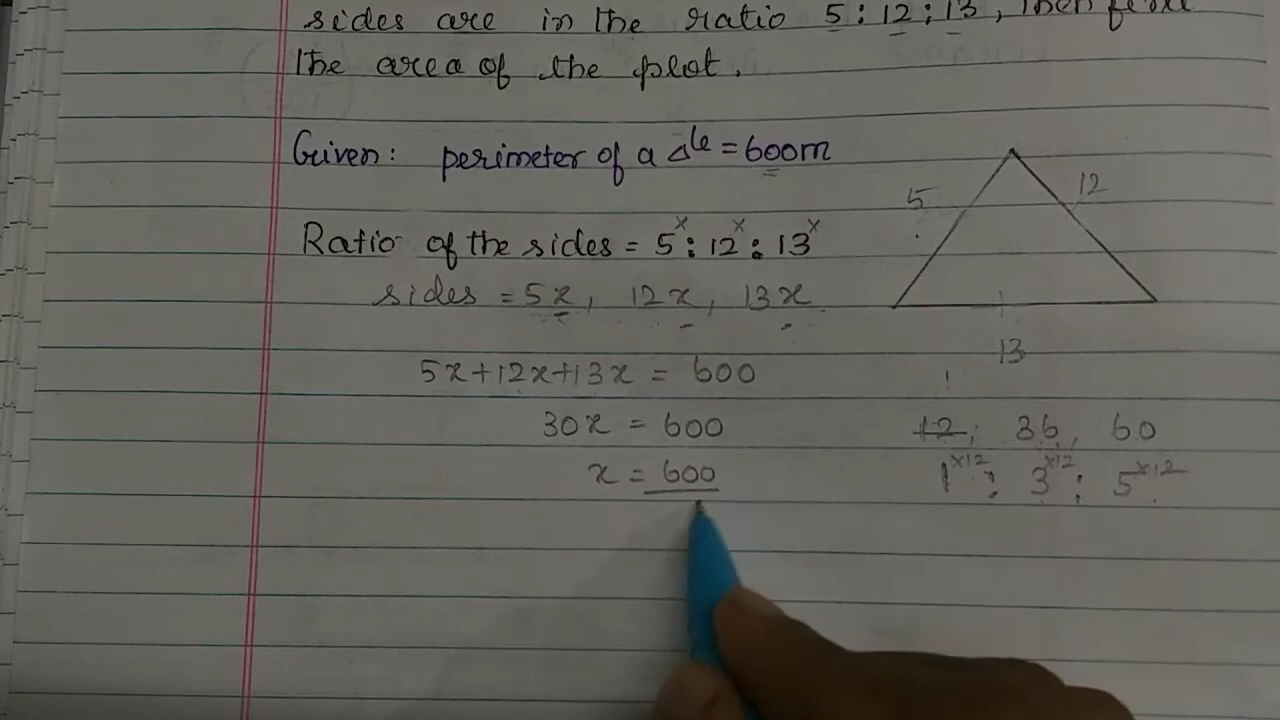 sides are in the ratio 5 : 12 : 13, then find
the area of the plot.
Given: perimeter of a Δle = 600m
Ratio of the sides = 5x : 12x : 13x
sides = 5x, 12x, 13x
5x+12x+13x = 600
30x = 600
x = 600
5
12
13
12, 36, 60
1x12 : 3x12 : 5x12